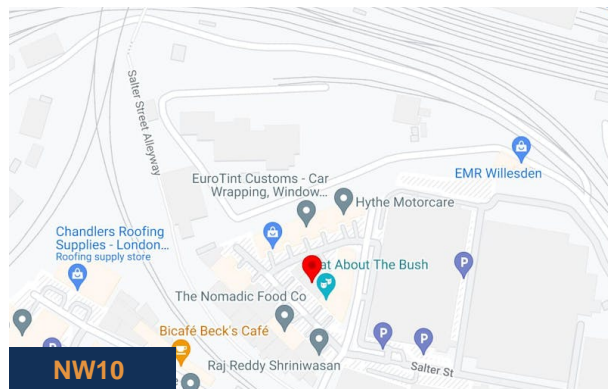 Salter Street Alleyway
EMR Willesden
EuroTint Customs - Car
Wrapping, Window...
Hythe Motorcare
Chandlers Roofing
Supplies - London...
Roofing supply store
P
at About The Bush
The Nomadic Food Co
Bicafé Beck's Café
P
P
P
Raj Reddy Shriniwasan
Salter St
NW10